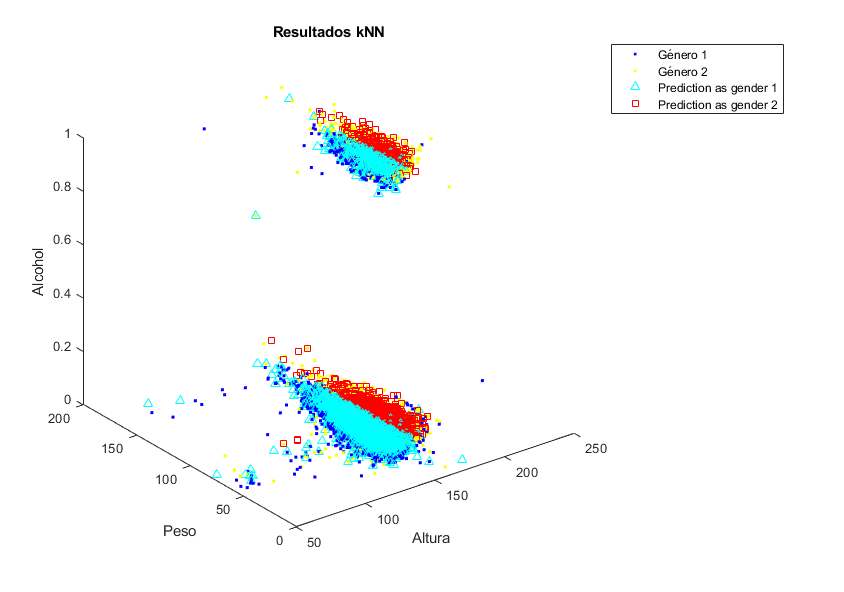 Resultados kNN
Género 1
Género 2
Prediction as gender 1
Prediction as gender 2
1
0.8
0.6
0.4
0.2
0
Alcohol
200
150
100
50
0
Peso
50
100
150
200
250
Altura